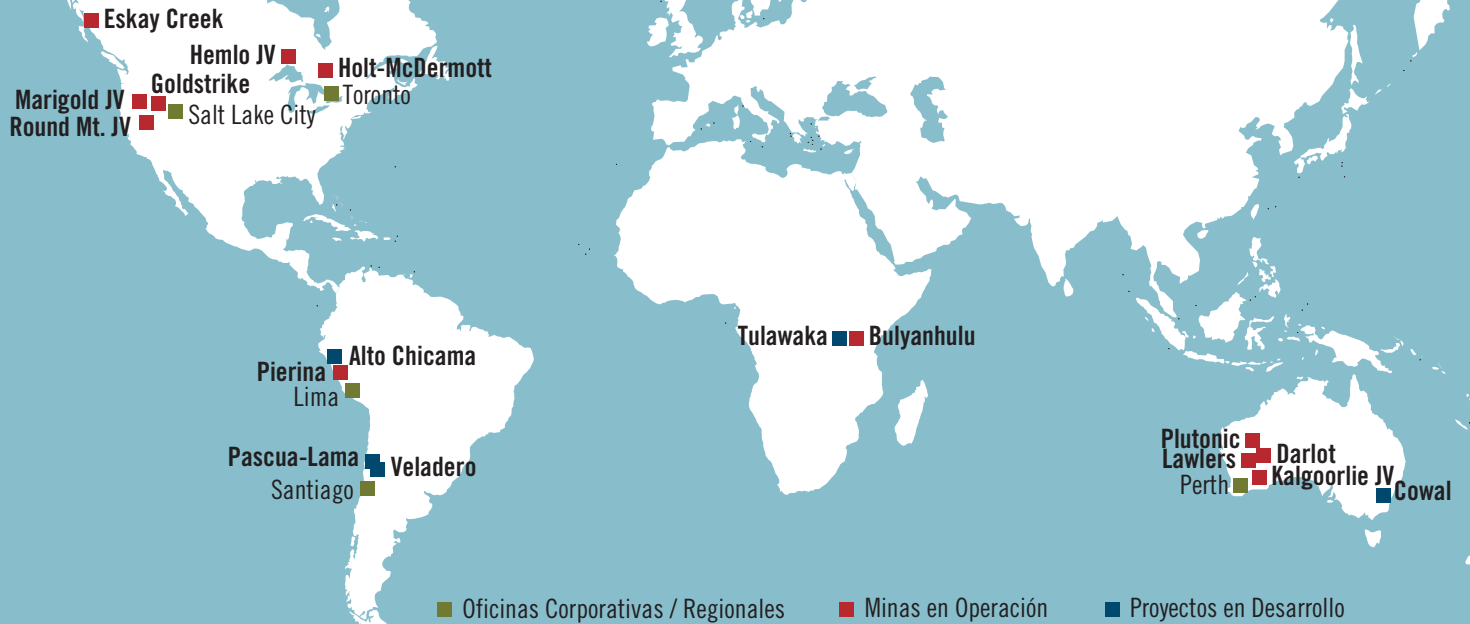 Eskay Creek
Hemlo JV
Holt-McDermott
Goldstrike
Toronto
Marigold JV
Salt Lake City
Round Mt. JV
Tulawaka
Bulyanhulu
Alto Chicama
Pierina
Lima
Pascua-Lama
Veladero
Santiago
Plutonic
Lawlers
Darlot
Kalgoorlie JV
Perth
Cowal
Oficinas Corporativas / Regionales
Minas en Operación
Proyectos en Desarrollo